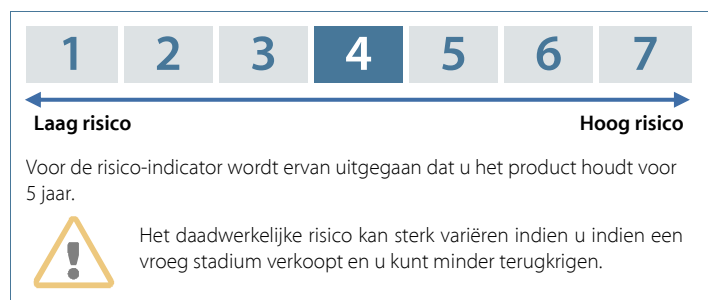 1 2 3 4 5 6 7
Laag risico Hoog risico
Voor de risico-indicator wordt ervan uitgegaan dat u het product houdt voor
5 jaar.
Het daadwerkelijke risico kan sterk variëren indien u indien een
vroeg stadium verkoopt en u kunt minder terugkrigen.